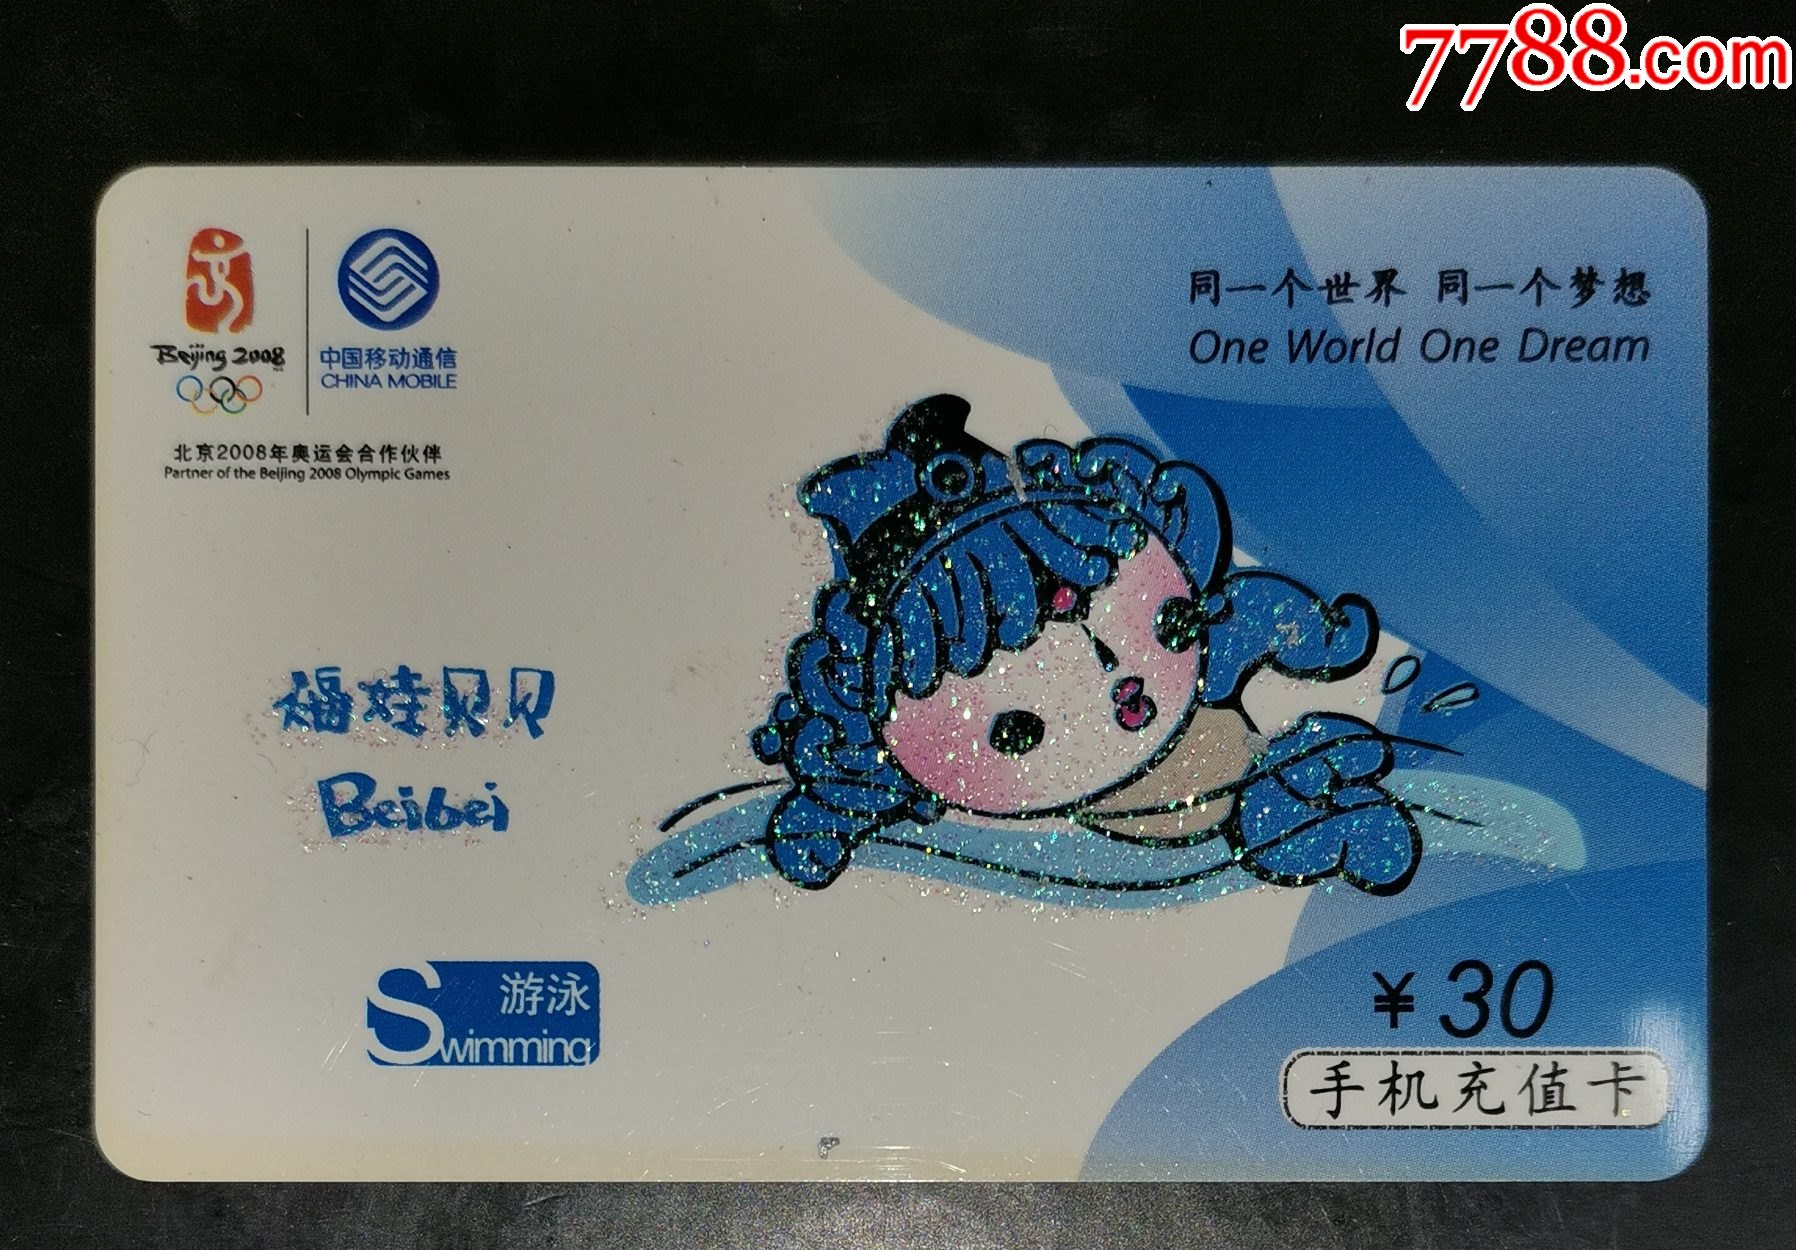 7788.com
同一个世界 同一个梦想
One World One Dream
Beijing 2008
中国移动通信
CHINA MOBILE
北京2008年奥运会合作伙伴
Partner of the Beijing 2008 Olympic Games
福娃贝贝
Beibei
游泳
Swimming
¥30
手机充值卡